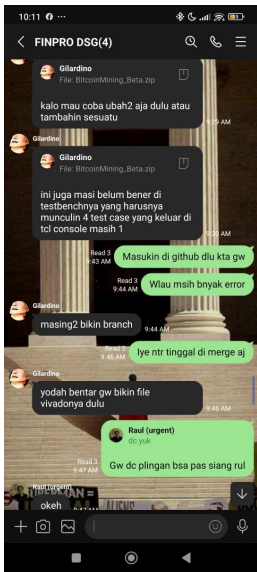 10:11
FINPRO DSG(4)
Gilardino
File: BitcoinMining_Beta.zip
kalo mau coba ubah2 aja dulu atau
tambahin sesuatu
9:29 AM
Gilardino
Gilardino
File: BitcoinMining_Beta.zip
ini juga masi belum bener di
testbenchnya yang harusnya
munculin 4 test case yang keluar di
tcl console masih 1
9:30 AM
Read 3
9:43 AM
Masukin di github dlu kta gw
Read 3
9:44 AM
Wlau msih bnyak error
Gilardino
masing2 bikin branch
9:44 AM
Read 3
9:46 AM
Iye ntr tinggal di merge aj
Gilardino
yodah bentar gw bikin file
vivadonya dulu
9:46 AM
Raul (urgent)
dc yuk
Read 3
9:47 AM
Gw dc plingan bsa pas siang rul
Raul (urgent)
okeh
9:47 AM